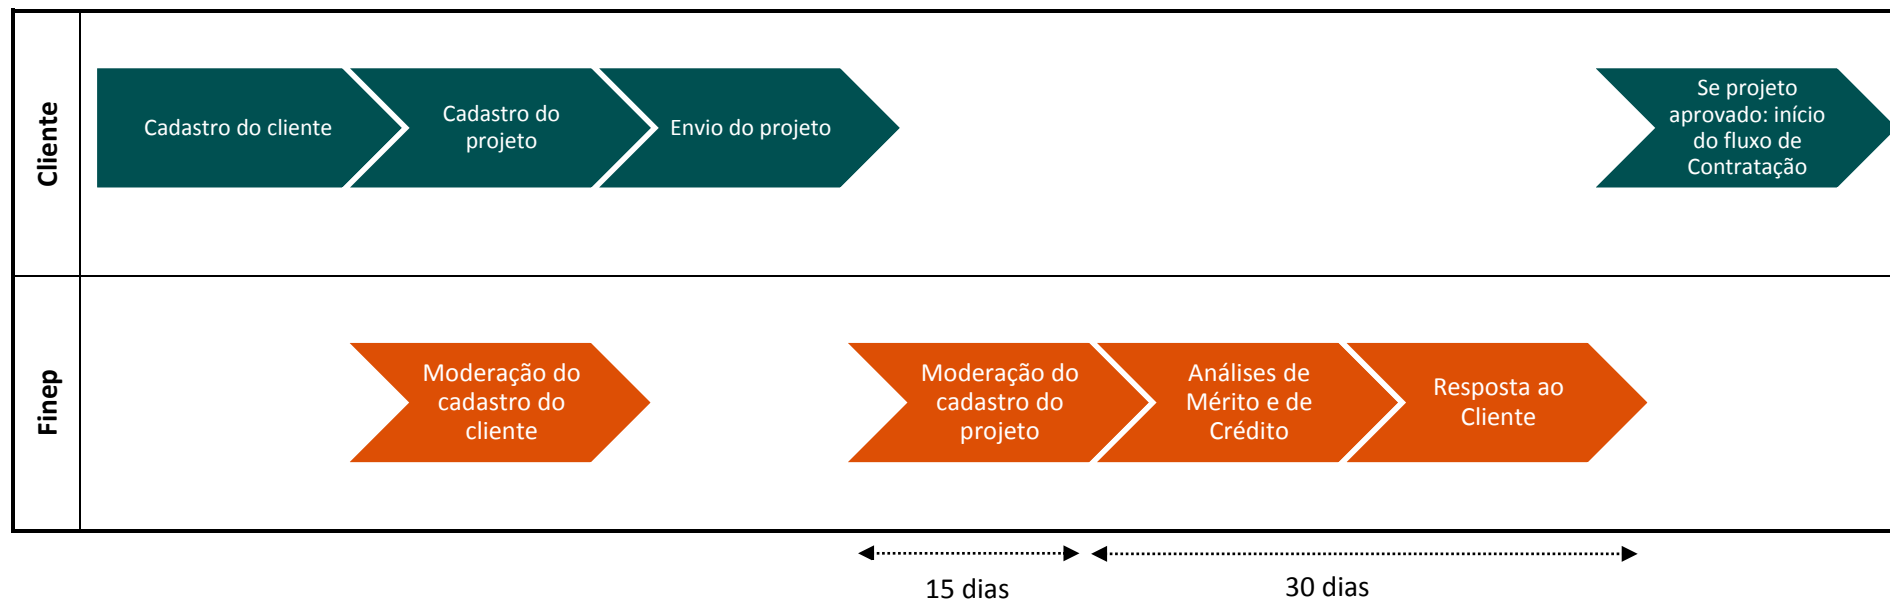 Cliente
Cadastro do cliente
Cadastro do
projeto
Envio do projeto
Se projeto
aprovado: início
do fluxo de
Contratação
Finep
Moderação do
cadastro do
cliente
Moderação do
cadastro do
projeto
Análises de
Mérito e de
Crédito
Resposta ao
Cliente
15 dias
30 dias